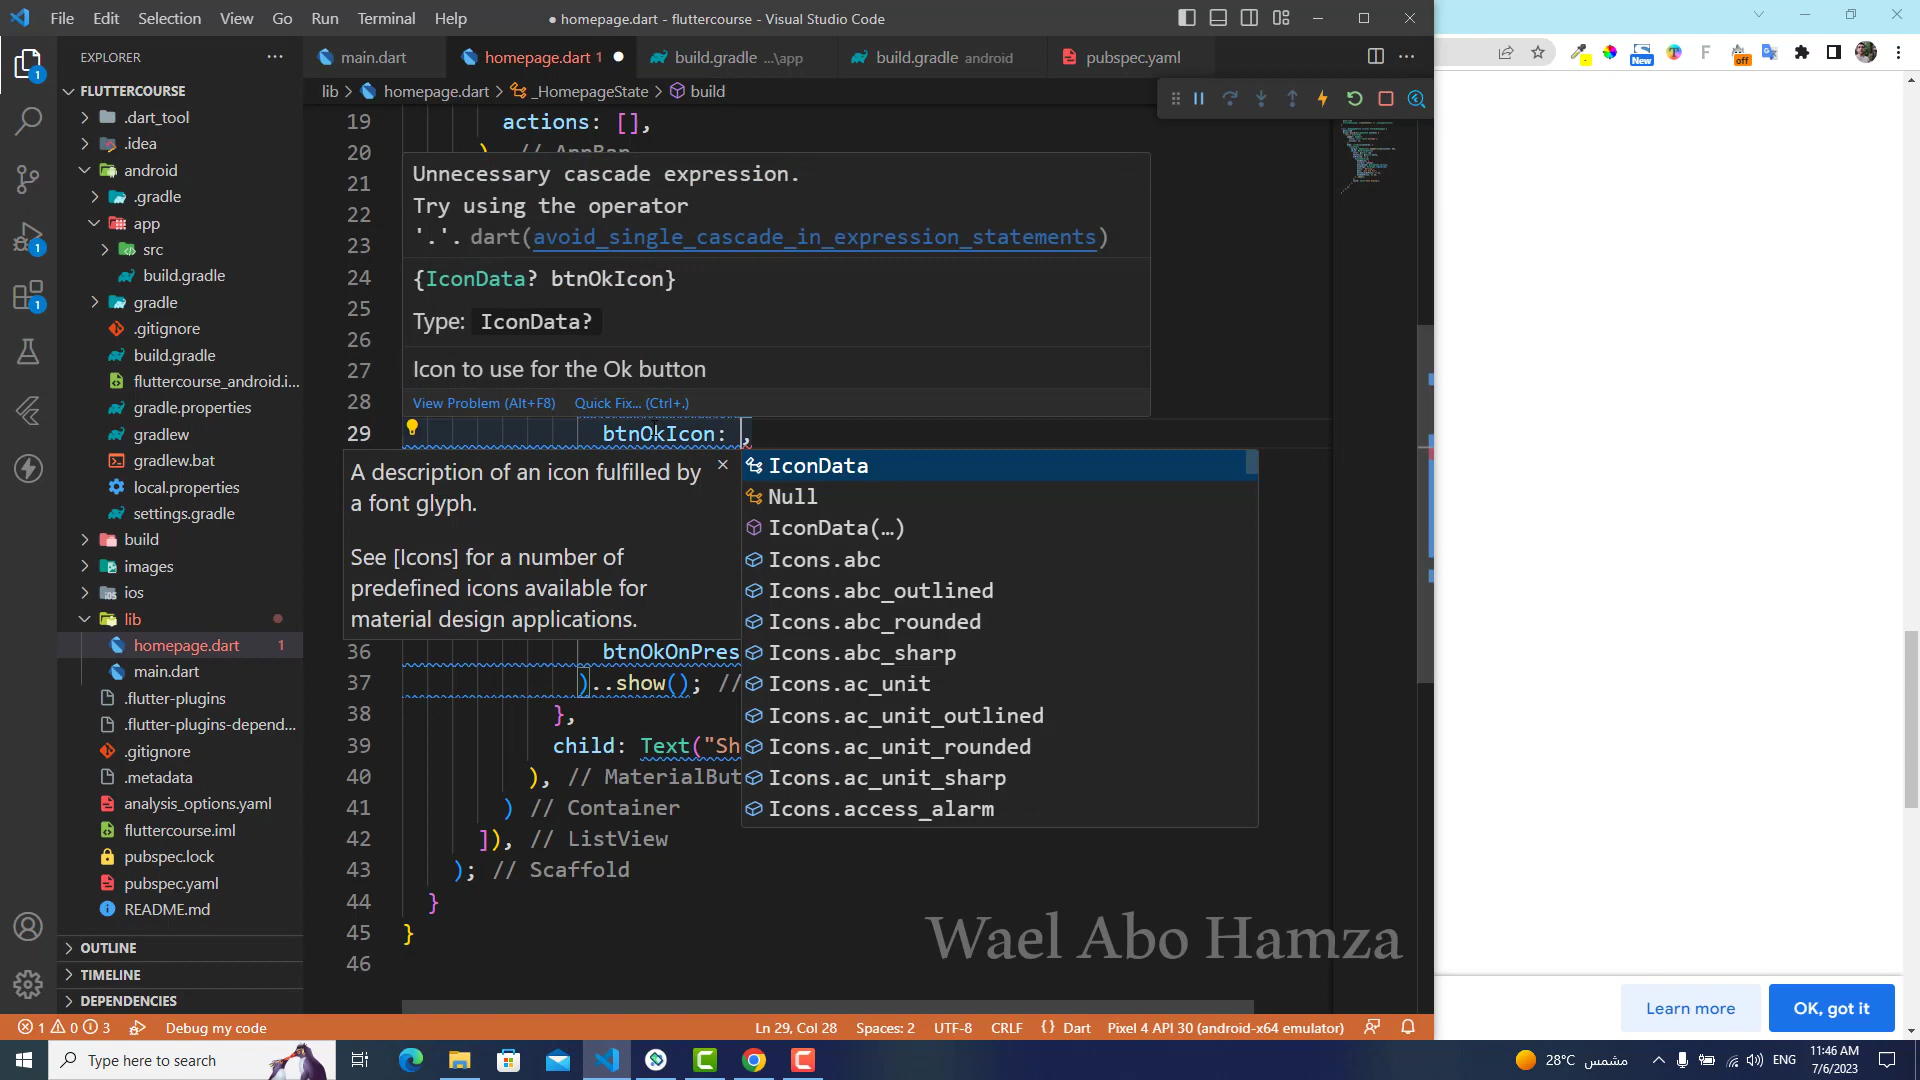 File Edit Selection View Go Run Terminal Help
● homepage.dart - fluttercourse - Visual Studio Code
EXPLORER
main.dart
homepage.dart 1
build.gradle ...\app
build.gradle android
pubspec.yaml
lib > homepage.dart > _HomepageState > build
FLUTTERCOURSE
.dart_tool
.idea
android
.gradle
app
src
build.gradle
gradle
.gitignore
build.gradle
fluttercourse_android.i...
gradle.properties
gradlew
gradlew.bat
local.properties
settings.gradle
build
images
ios
lib
homepage.dart 1
main.dart
.flutter-plugins
.flutter-plugins-depend...
.gitignore
.metadata
analysis_options.yaml
fluttercourse.iml
pubspec.lock
pubspec.yaml
README.md
OUTLINE
TIMELINE
DEPENDENCIES
19 actions: [],
20 ), // AppBar
21
22
23
24
25
26
27
28
Unnecessary cascade expression.
Try using the operator
'.'. dart(avoid_single_cascade_in_expression_statements)
{IconData? btnOkIcon}
Type: IconData?
Icon to use for the Ok button
View Problem (Alt+F8) Quick Fix... (Ctrl+.)
29 btnOkIcon: ,
A description of an icon fulfilled by
a font glyph.
See [Icons] for a number of
predefined icons available for
material design applications.
IconData
Null
IconData(…)
Icons.abc
Icons.abc_outlined
Icons.abc_rounded
Icons.abc_sharp
Icons.ac_unit
Icons.ac_unit_outlined
Icons.ac_unit_rounded
Icons.ac_unit_sharp
Icons.access_alarm
36 btnOkOnPres
37 )..show(); //
38 },
39 child: Text("Sh
40 ), // MaterialBut
41 ) // Container
42 ]), // ListView
43 ); // Scaffold
44 }
45 }
46
Wael Abo Hamza
New
off
Learn more
OK, got it
1 0 3 Debug my code
Ln 29, Col 28 Spaces: 2 UTF-8 CRLF {} Dart Pixel 4 API 30 (android-x64 emulator)
Type here to search
28°C مشمس
ENG
11:46 AM
7/6/2023